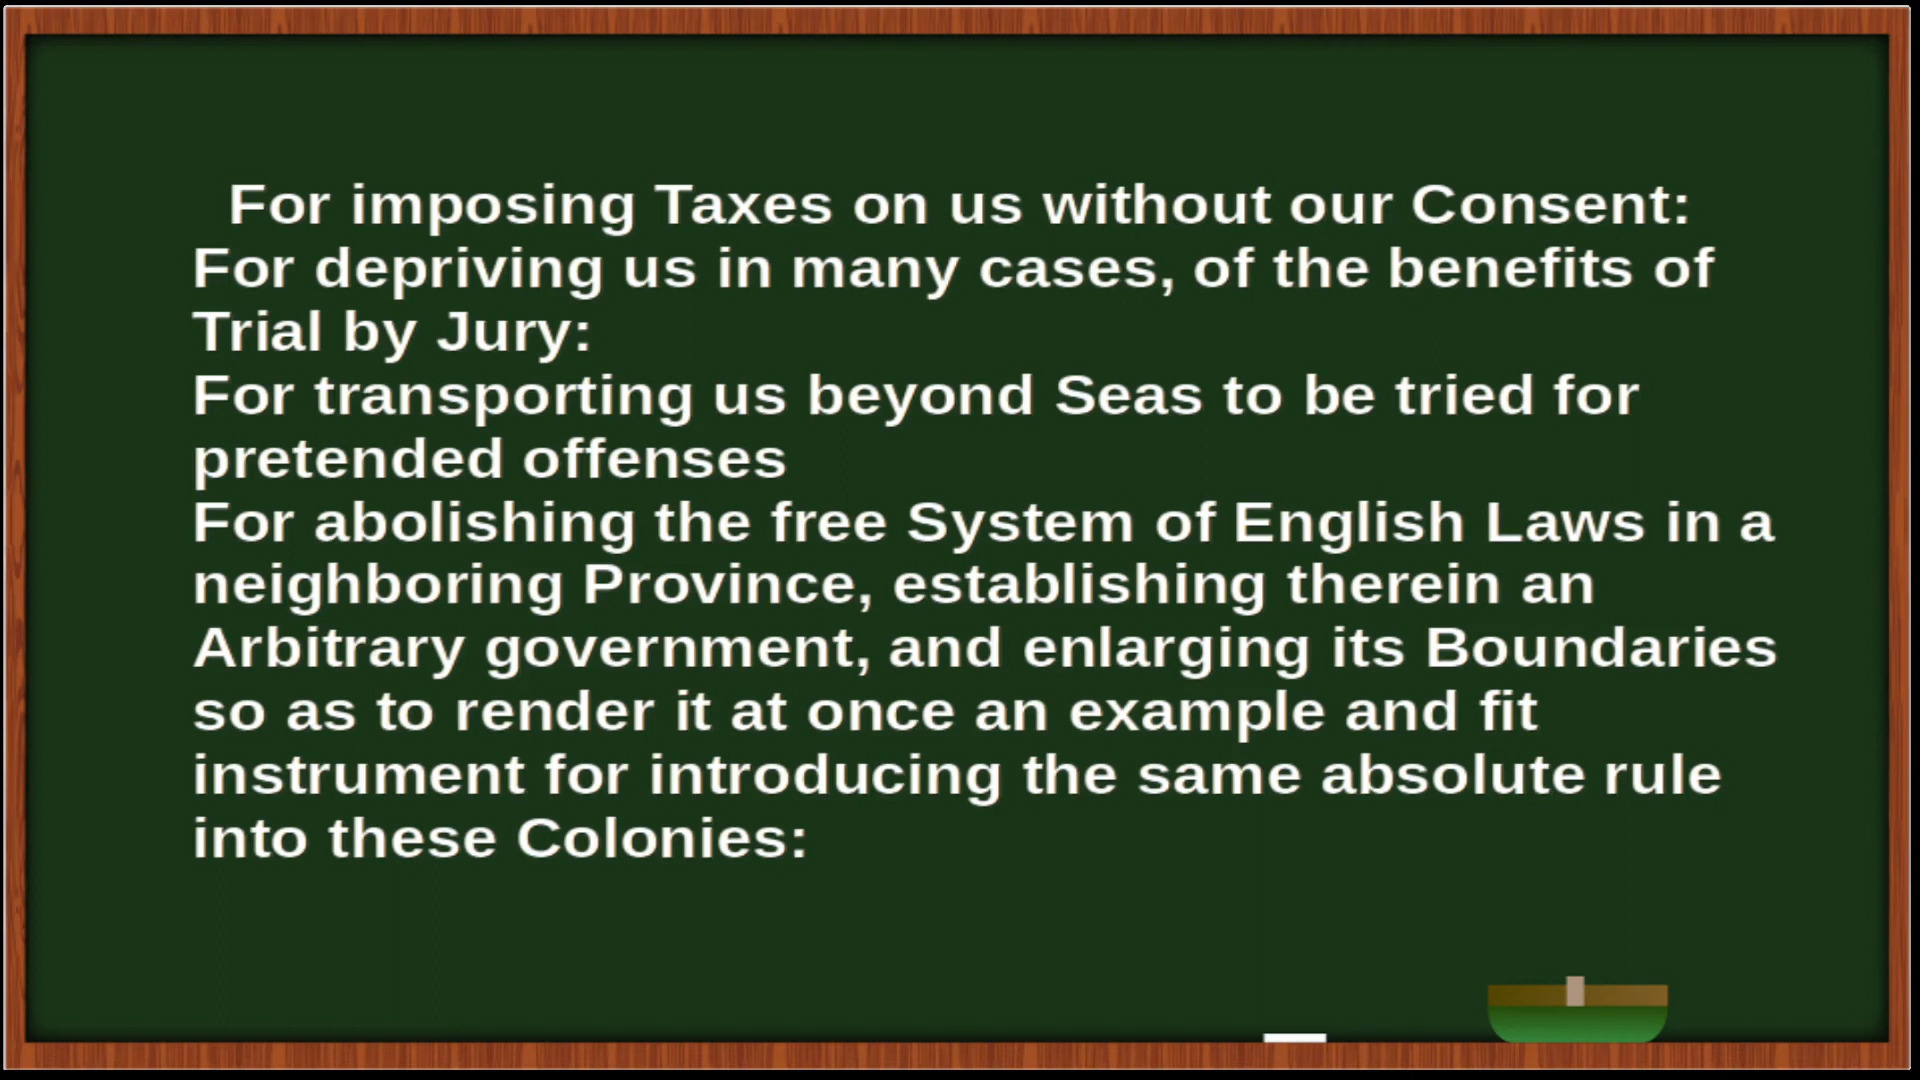 For imposing Taxes on us without our Consent:
For depriving us in many cases, of the benefits of
Trial by Jury:
For transporting us beyond Seas to be tried for
pretended offenses
For abolishing the free System of English Laws in a
neighboring Province, establishing therein an
Arbitrary government, and enlarging its Boundaries
so as to render it at once an example and fit
instrument for introducing the same absolute rule
into these Colonies: